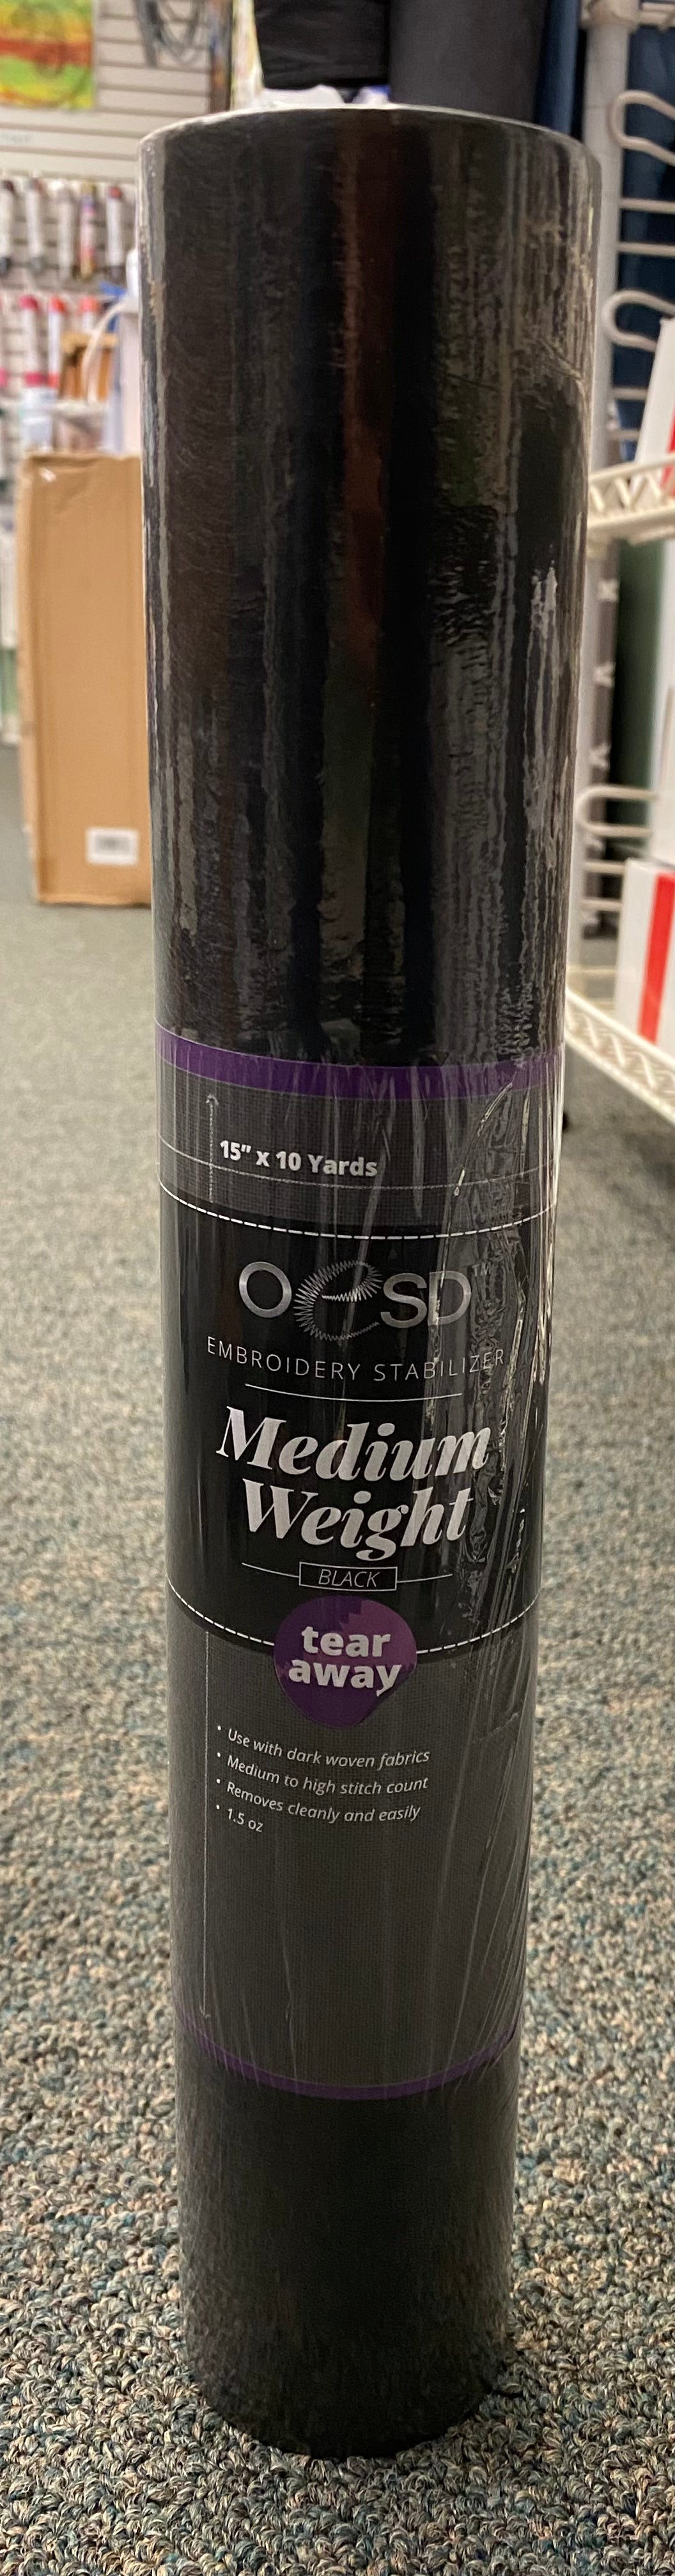 15” x 10 Yards
OESD™
EMBROIDERY STABILIZER
Medium
Weight
BLACK
tear
away
• Use with dark woven fabrics
• Medium to high stitch count
• Removes cleanly and easily
• 1.5 oz